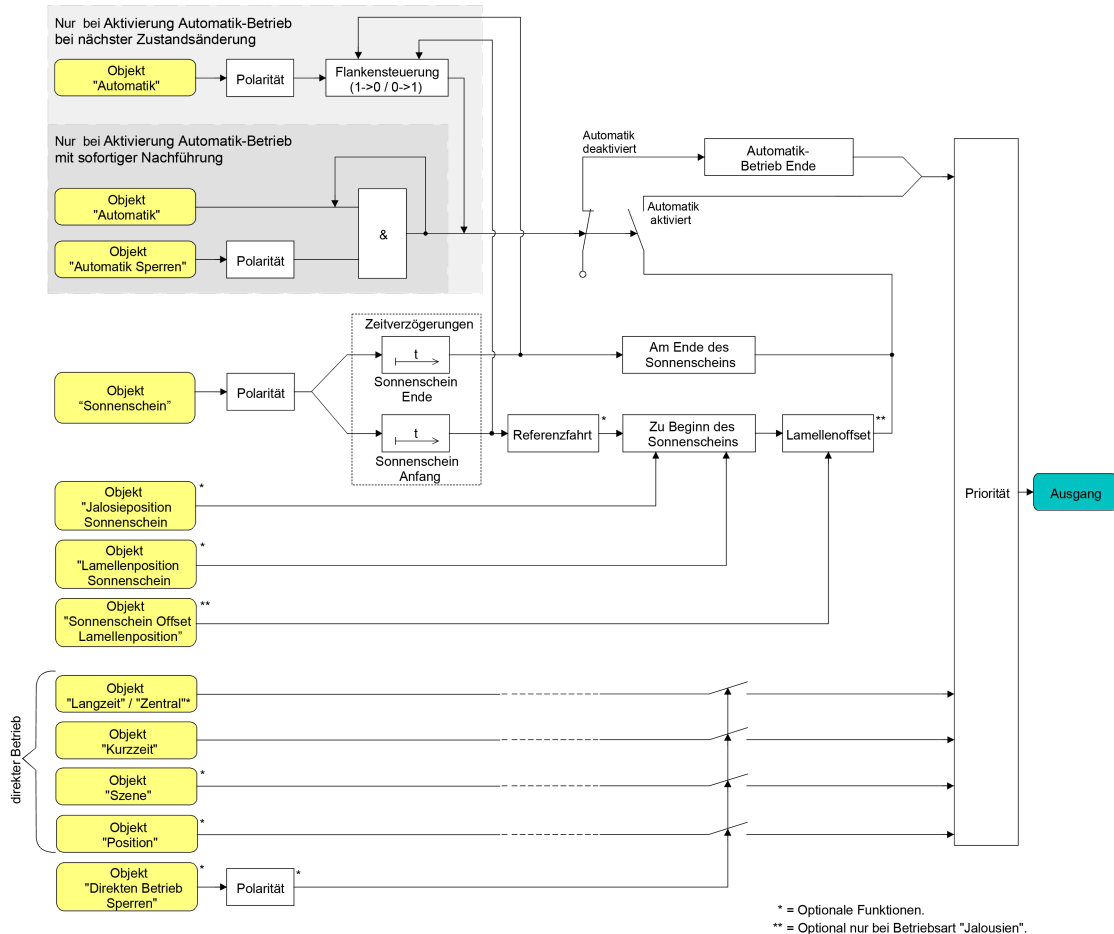 Nur bei Aktivierung Automatik-Betrieb
bei nächster Zustandsänderung
Objekt
"Automatik"
Polarität
Flankensteuerung
(1->0 / 0->1)
Nur bei Aktivierung Automatik-Betrieb
mit sofortiger Nachführung
Objekt
"Automatik"
Objekt
"Automatik Sperren"
Polarität
&
Automatik
deaktiviert
Automatik-
Betrieb Ende
Automatik
aktiviert
Zeitverzögerungen
t
Sonnenschein
Ende
Am Ende des
Sonnenscheins
Objekt
“Sonnenschein”
Polarität
t
Sonnenschein
Anfang
Referenzfahrt
*
Zu Beginn des
Sonnenscheins
Lamellenoffset
**
Objekt
"Jalosieposition
Sonnenschein
*
Objekt
"Lamellenposition
Sonnenschein
*
Objekt
"Sonnenschein Offset
Lamellenposition”
**
Priorität
Ausgang
direkter Betrieb
Objekt
"Langzeit" / "Zentral"*
Objekt
"Kurzzeit"
Objekt
"Szene"
*
Objekt
"Position"
*
Objekt
"Direkten Betrieb
Sperren"
*
Polarität
*
* = Optionale Funktionen.
** = Optional nur bei Betriebsart "Jalousien".